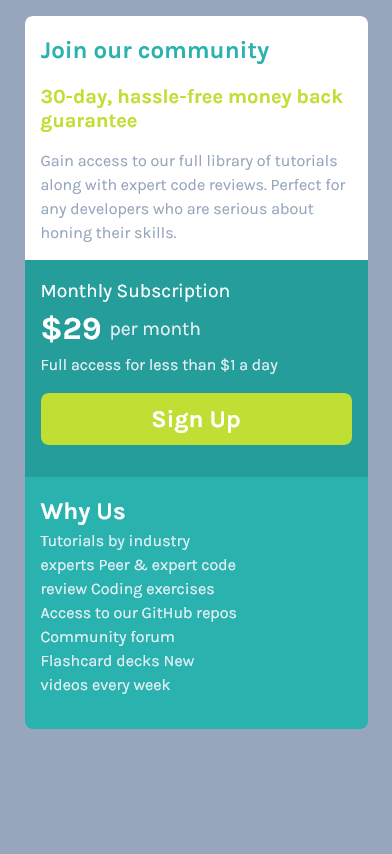 Join our community
30-day, hassle-free money back
guarantee
Gain access to our full library of tutorials
along with expert code reviews. Perfect for
any developers who are serious about
honing their skills.
Monthly Subscription
$29 per month
Full access for less than $1 a day
Sign Up
Why Us
Tutorials by industry
experts Peer & expert code
review Coding exercises
Access to our GitHub repos
Community forum
Flashcard decks New
videos every week